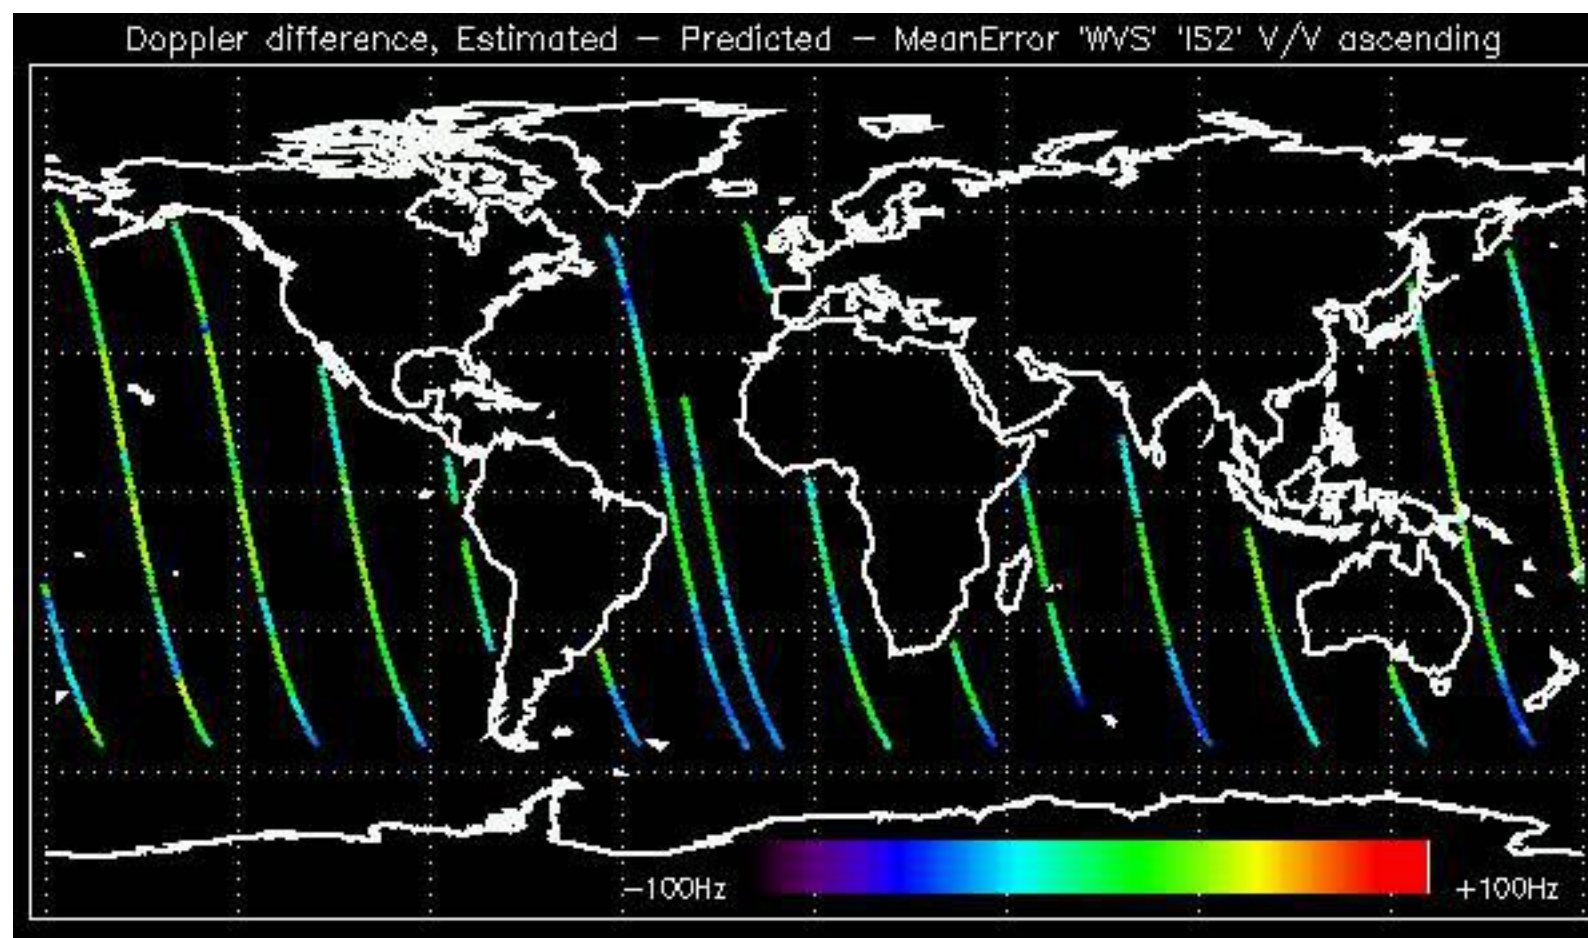 Doppler difference, Estimated – Predicted – MeanError 'WVS' 'IS2' V/V ascending
–100Hz
+100Hz